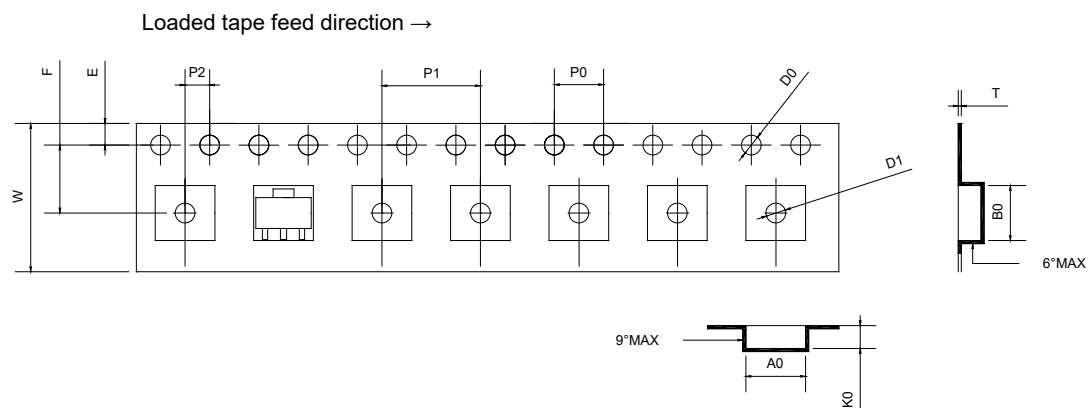 Loaded tape feed direction →
F
E
P2
P1
P0
D0
T
W
D1
B0
6°MAX
9°MAX
A0
K0